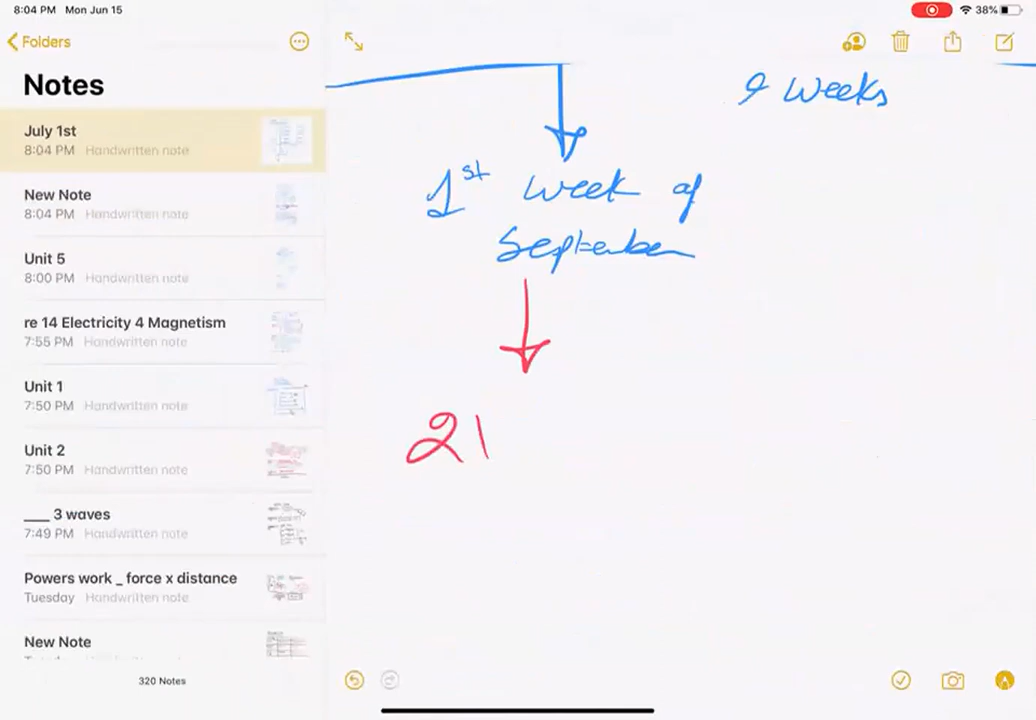 8:04 PM Mon Jun 15
38%
Folders
Notes
July 1st
8:04 PM Handwritten note
New Note
8:04 PM Handwritten note
Unit 5
8:00 PM Handwritten note
re 14 Electricity 4 Magnetism
7:55 PM Handwritten note
Unit 1
7:50 PM Handwritten note
Unit 2
7:50 PM Handwritten note
___ 3 waves
7:49 PM Handwritten note
Powers work _ force x distance
Tuesday Handwritten note
New Note
320 Notes
9 weeks
1st week of
September
21